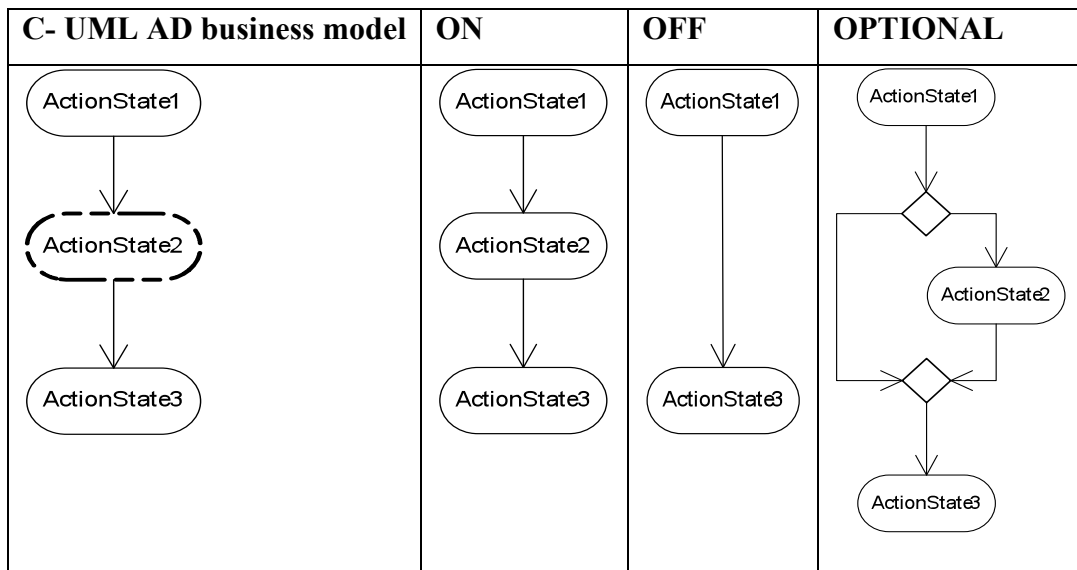 C- UML AD business model ON OFF OPTIONAL
ActionState1 ActionState1 ActionState1 ActionState1
ActionState2 ActionState2
ActionState2
ActionState3 ActionState3 ActionState3
ActionState3